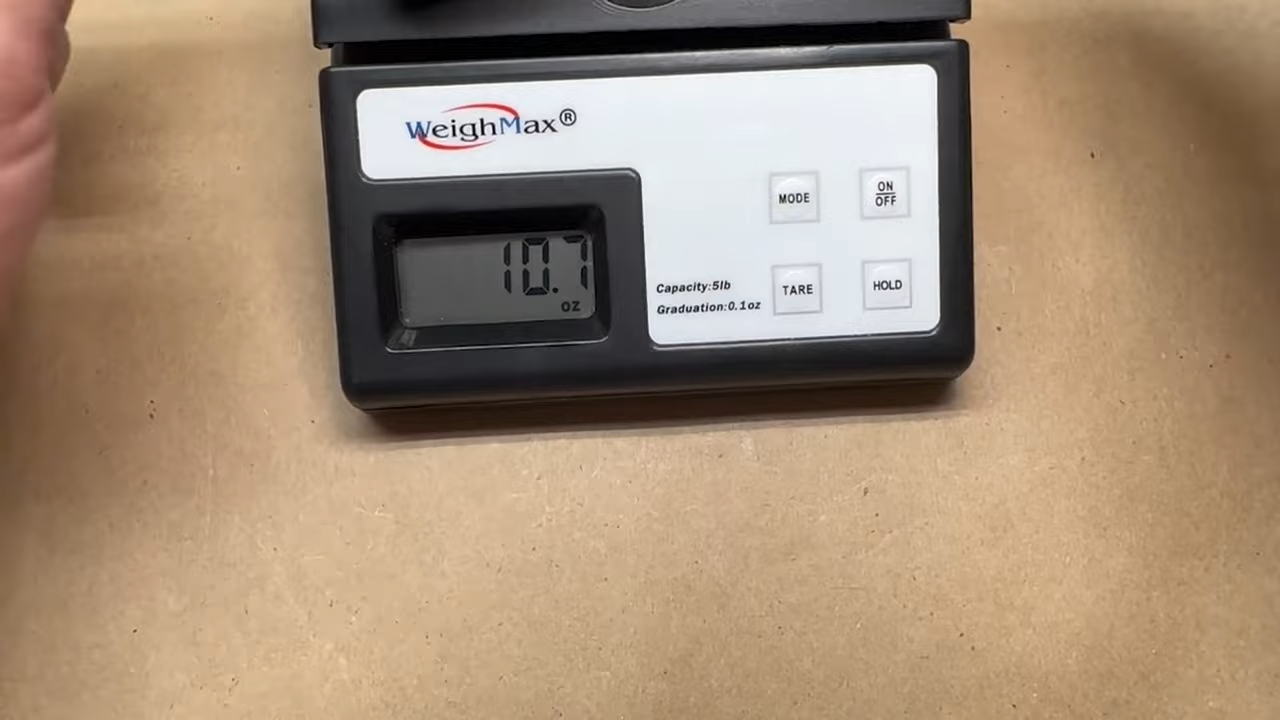 WeighMax®
MODE
ON
OFF
10.7
oz
Capacity:5lb
Graduation:0.1oz
TARE
HOLD